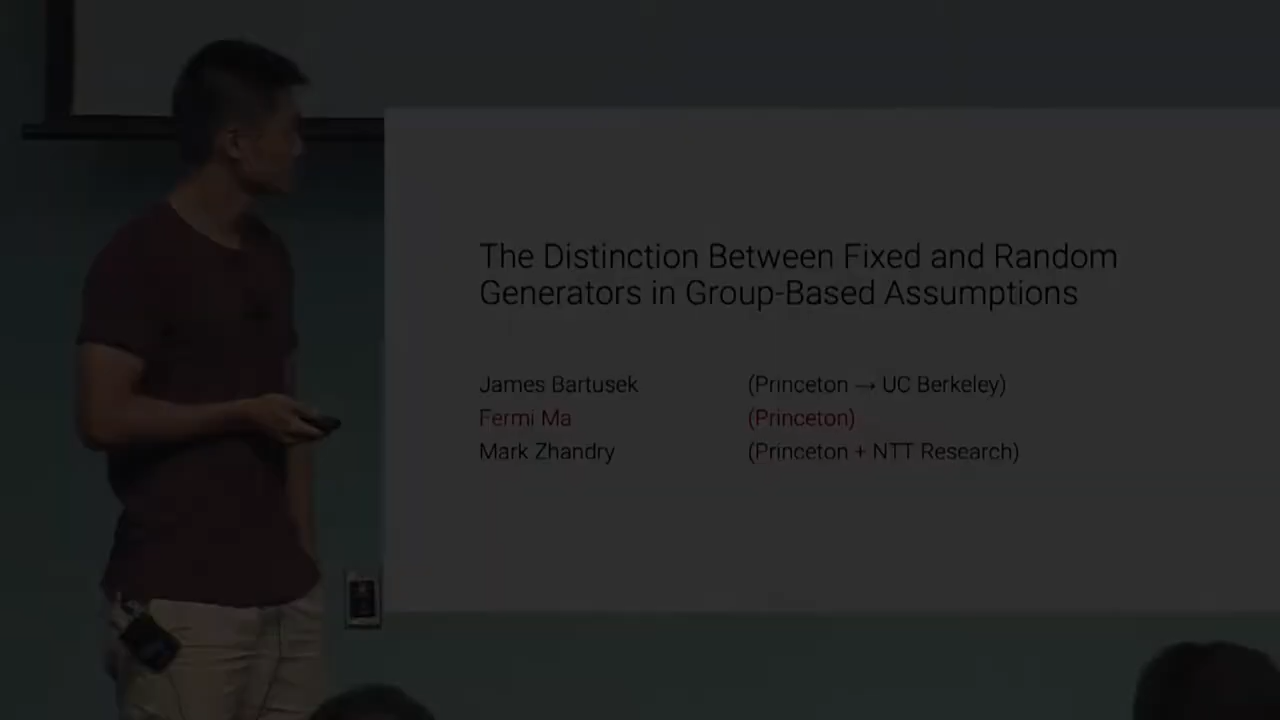 The Distinction Between Fixed and Random
Generators in Group-Based Assumptions
James Bartusek (Princeton → UC Berkeley)
Fermi Ma (Princeton)
Mark Zhandry (Princeton + NTT Research)